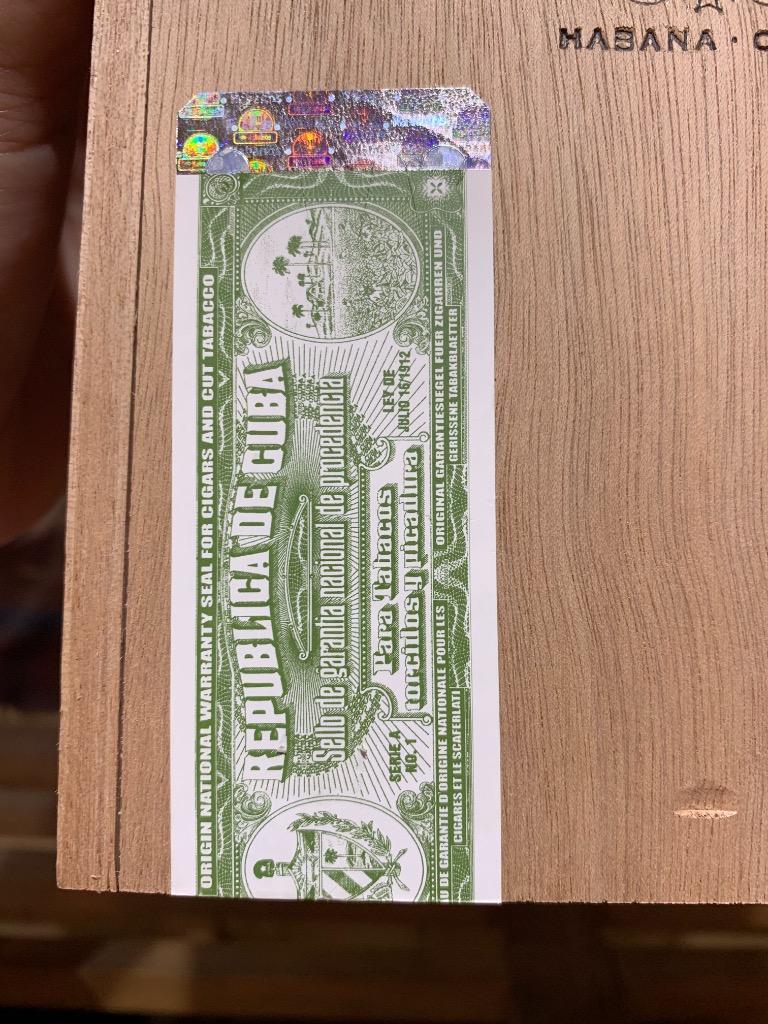 HABANA ·
ORIGIN NATIONAL WARRANTY SEAL FOR CIGARS AND CUT TABACCO
REPUBLICA DE CUBA
Sello de garantia nacional de procedencia
SERIE A
NO. 1
Para Tabacos
torcidos y picadura
LEY DE
JULIO 16/1912
DE GARANTIE D'ORIGINE NATIONALE POUR LES
CIGARES ET LE SCAFERLATI
ORIGINAL GARANTIESIEGEL FUER ZIGARREN UND
GERISSENE TABAKBLAETTER